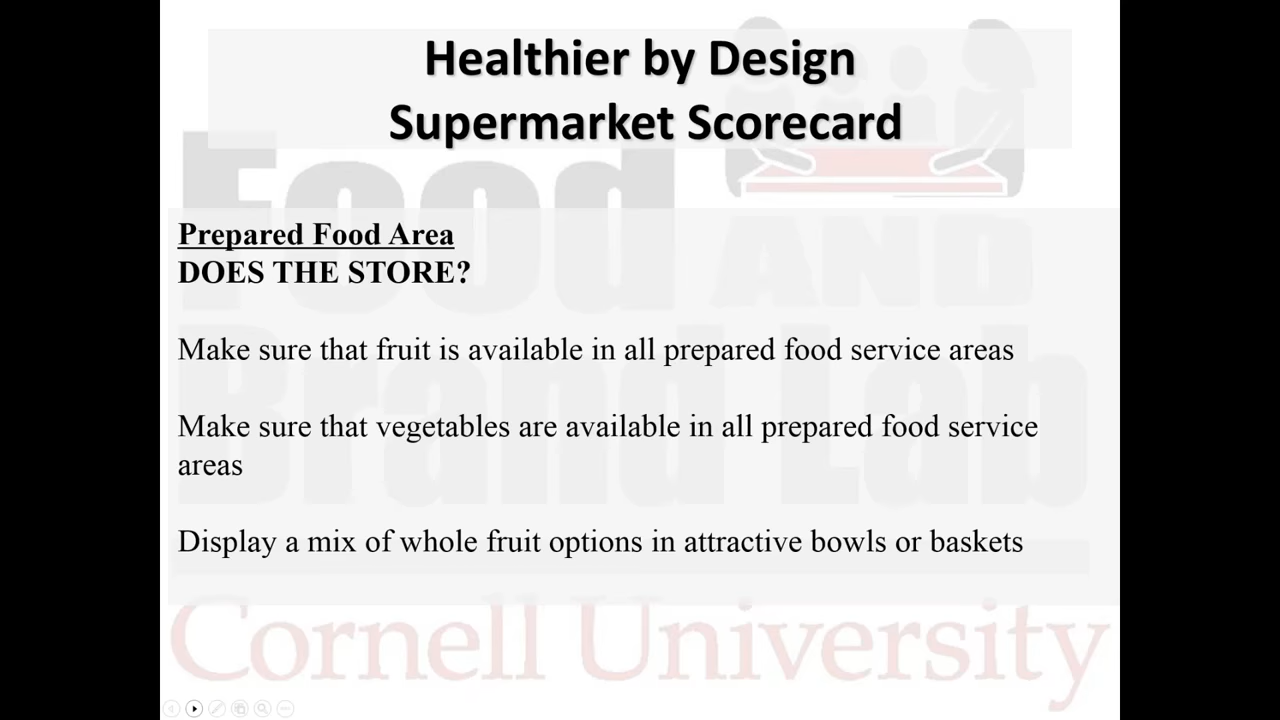 Healthier by Design
Supermarket Scorecard
Food AND
Brand Lab
Prepared Food Area
DOES THE STORE?
Make sure that fruit is available in all prepared food service areas
Make sure that vegetables are available in all prepared food service
areas
Display a mix of whole fruit options in attractive bowls or baskets
Cornell University